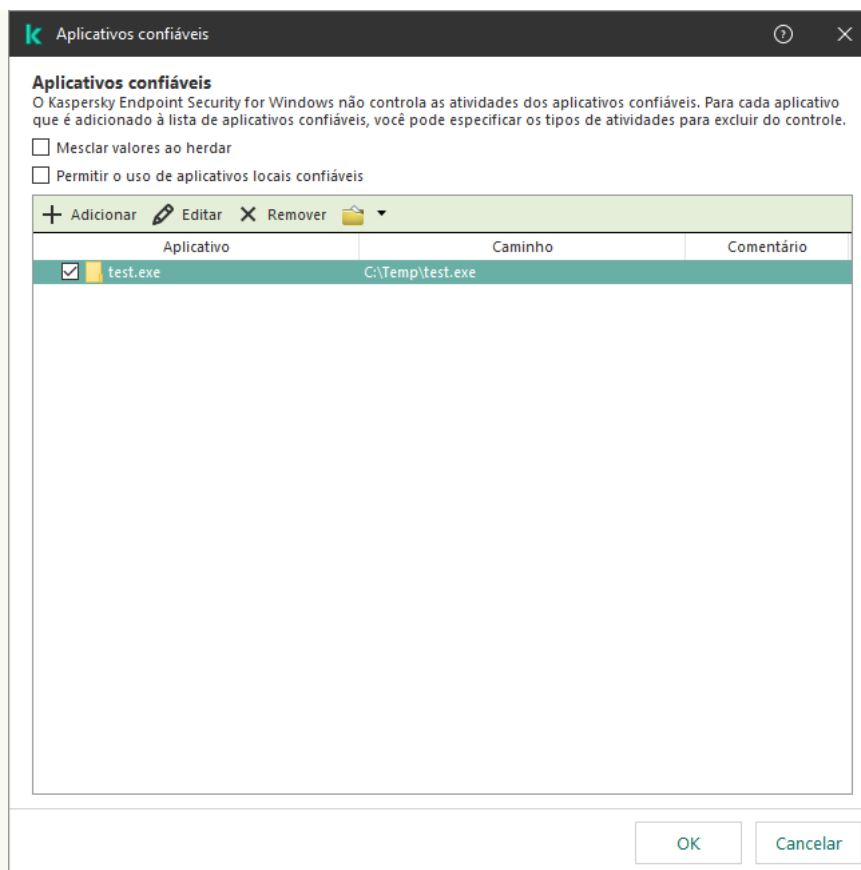 Aplicativos confiáveis
Aplicativos confiáveis
O Kaspersky Endpoint Security for Windows não controla as atividades dos aplicativos confiáveis. Para cada aplicativo
que é adicionado à lista de aplicativos confiáveis, você pode especificar os tipos de atividades para excluir do controle.
Mesclar valores ao herdar
Permitir o uso de aplicativos locais confiáveis
Adicionar Editar Remover
Aplicativo Caminho Comentário
test.exe C:\Temp\test.exe
OK Cancelar